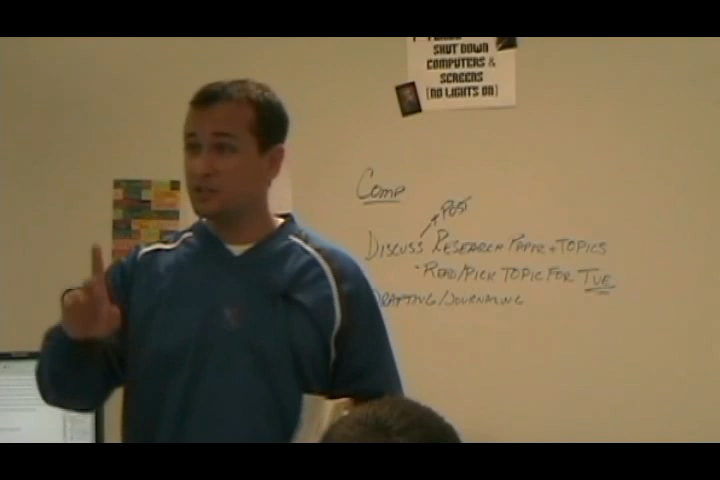 SHUT DOWN
COMPUTERS &
SCREENS
(NO LIGHTS ON)
COMP
POST
DISCUSS RESEARCH PAPER + TOPICS
- READ/PICK TOPIC FOR TUE
DRAFTING/JOURNALING